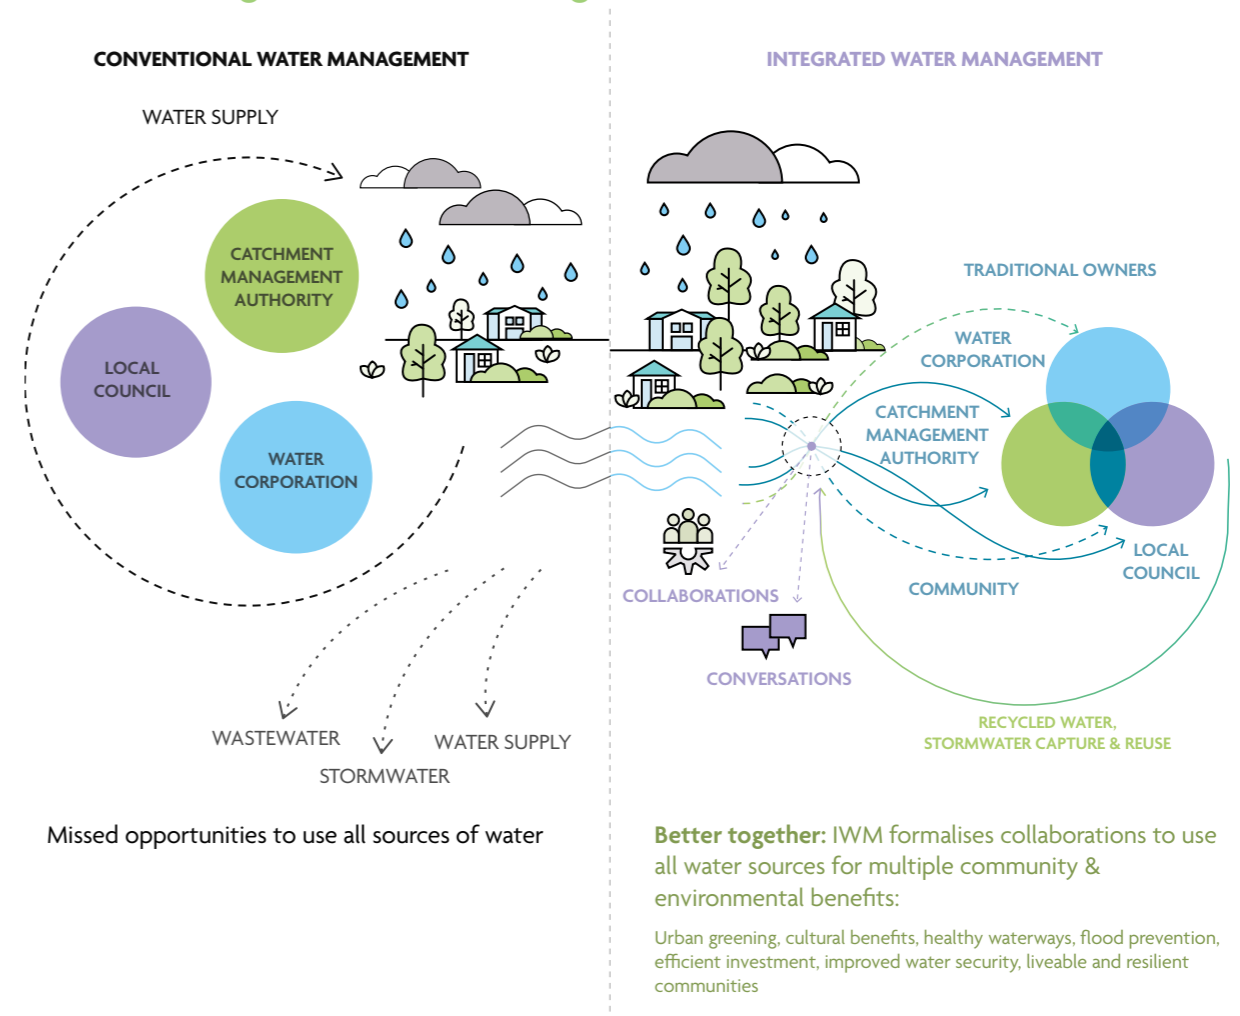 CONVENTIONAL WATER MANAGEMENT
WATER SUPPLY
CATCHMENT
MANAGEMENT
AUTHORITY
LOCAL
COUNCIL
WATER
CORPORATION
WASTEWATER
STORMWATER
WATER SUPPLY
Missed opportunities to use all sources of water
INTEGRATED WATER MANAGEMENT
TRADITIONAL OWNERS
WATER
CORPORATION
CATCHMENT
MANAGEMENT
AUTHORITY
LOCAL
COUNCIL
COMMUNITY
COLLABORATIONS
CONVERSATIONS
RECYCLED WATER,
STORMWATER CAPTURE & REUSE
Better together: IWM formalises collaborations to use
all water sources for multiple community &
environmental benefits:
Urban greening, cultural benefits, healthy waterways, flood prevention,
efficient investment, improved water security, liveable and resilient
communities